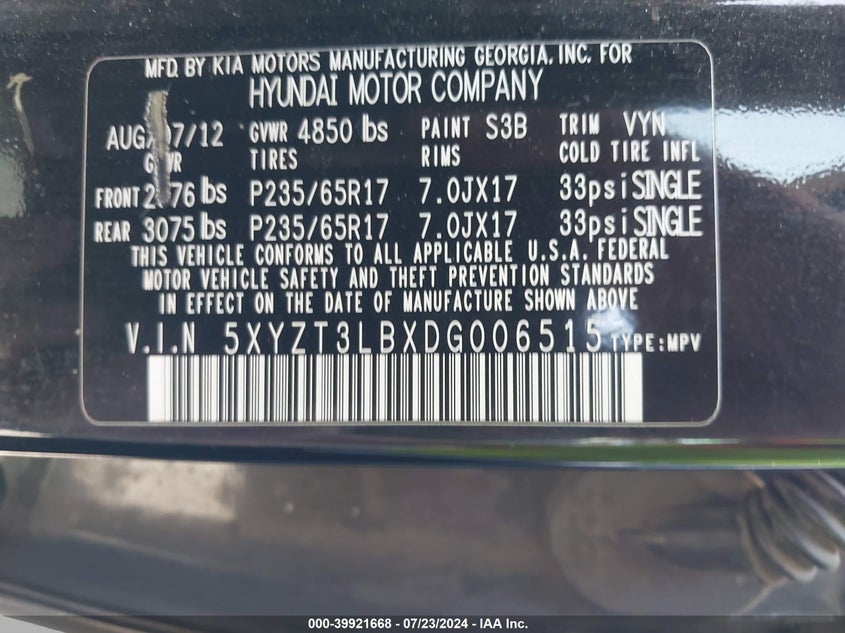 MFD. BY KIA MOTORS MANUFACTURING GEORGIA, INC. FOR
HYUNDAI MOTOR COMPANY
07/12 GVWR 4850 lbs PAINT S3B TRIM VYN
TIRES RIMS COLD TIRE INFL
FRONT lbs P235/65R17 7.0JX17 33psi SINGLE
REAR 3075 lbs P235/65R17 7.0JX17 33psi SINGLE
THIS VEHICLE CONFORMS TO ALL APPLICABLE U.S.A. FEDERAL
MOTOR VEHICLE SAFETY AND THEFT PREVENTION STANDARDS
IN EFFECT ON THE DATE OF MANUFACTURE SHOWN ABOVE
V.I.N 5XYZT3LBXDG006515 TYPE:MPV
000-39921668 - 07/23/2024 - IAA Inc.